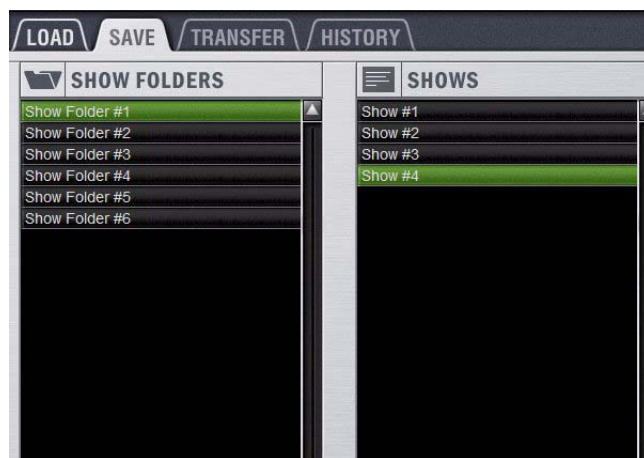 LOAD SAVE TRANSFER HISTORY
SHOW FOLDERS
Show Folder #1
Show Folder #2
Show Folder #3
Show Folder #4
Show Folder #5
Show Folder #6
SHOWS
Show #1
Show #2
Show #3
Show #4